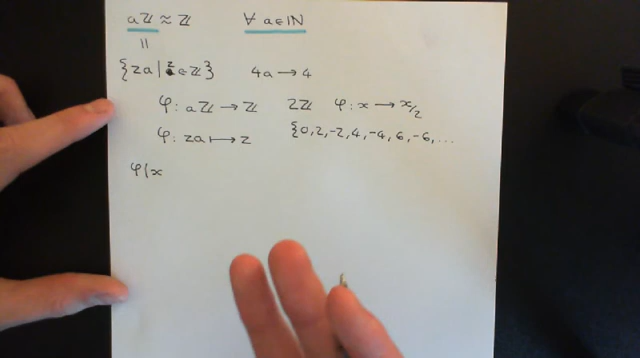 aℤ ≈ ℤ ∀ a∈ℕ
=
{za | z∈ℤ} 4a → 4
φ: aℤ → ℤ 2ℤ φ: x → x/2
φ: za ↦ z {0, 2, -2, 4, -4, 6, -6, ...
φ(x